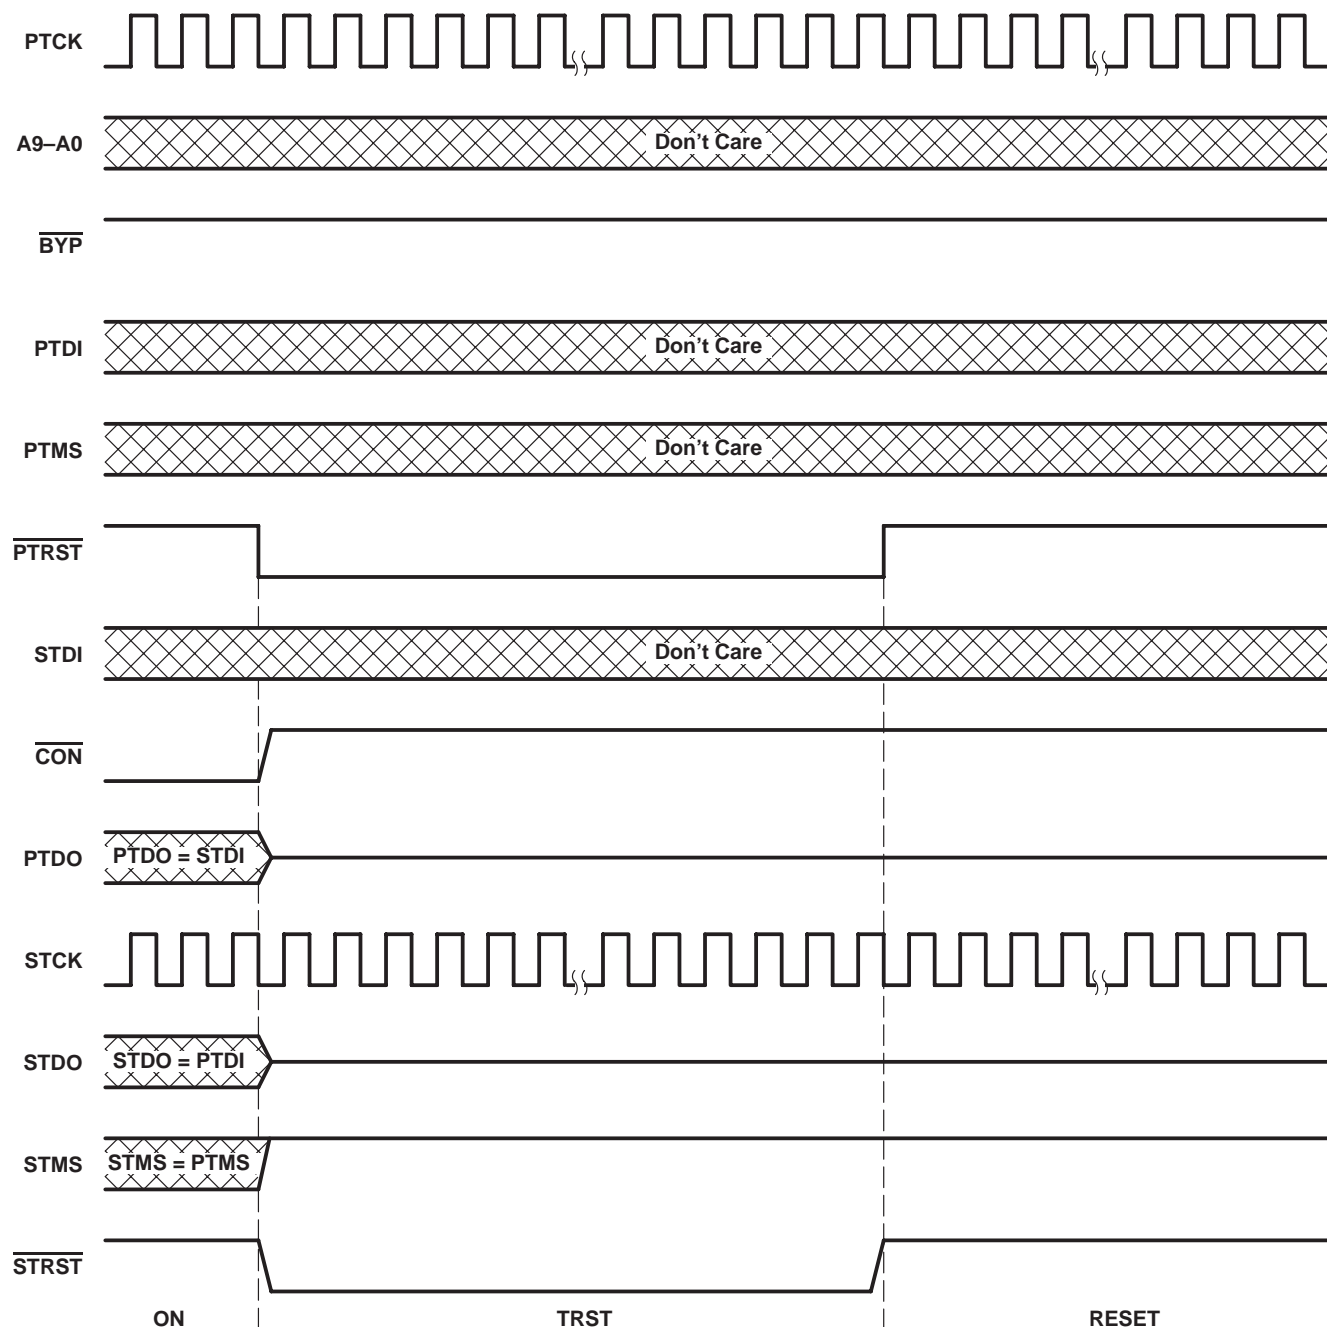 PTCK
A9–A0 Don't Care
BYP
PTDI Don't Care
PTMS Don't Care
PTRST
STDI Don't Care
CON
PTDO PTDO = STDI
STCK
STDO STDO = PTDI
STMS STMS = PTMS
STRST
ON TRST RESET